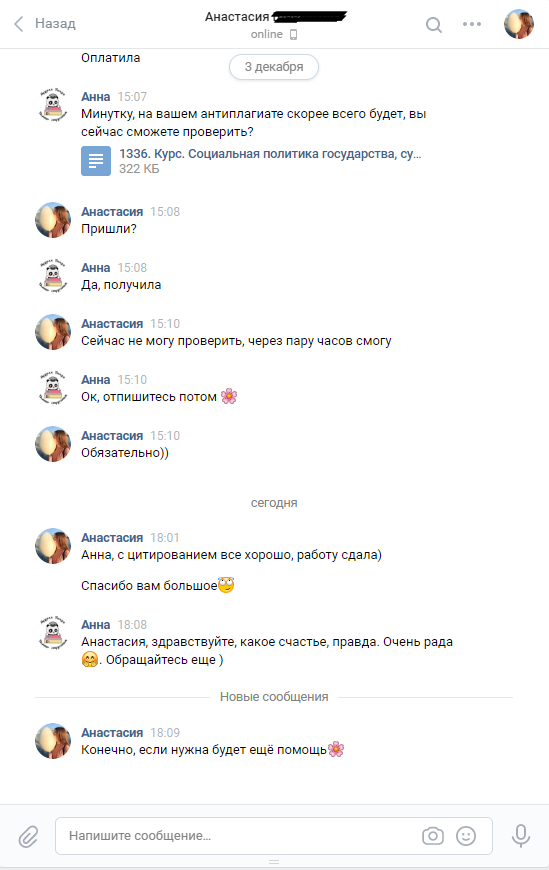 Назад
Анастасия
online
Оплатила
3 декабря
Анна 15:07
Минутку, на вашем антиплагиате скорее всего будет, вы
сейчас сможете проверить?
1336. Курс. Социальная политика государства, су...
322 КБ
Анастасия 15:08
Пришли?
Анна 15:08
Да, получила
Анастасия 15:10
Сейчас не могу проверить, через пару часов смогу
Анна 15:10
Ок, отпишитесь потом 🌸
Анастасия 15:10
Обязательно))
сегодня
Анастасия 18:01
Анна, с цитированием все хорошо, работу сдала)
Спасибо вам большое😇
Анна 18:08
Анастасия, здравствуйте, какое счастье, правда. Очень рада
🤗. Обращайтесь еще )
Новые сообщения
Анастасия 18:09
Конечно, если нужна будет ещё помощь🌸
Напишите сообщение...